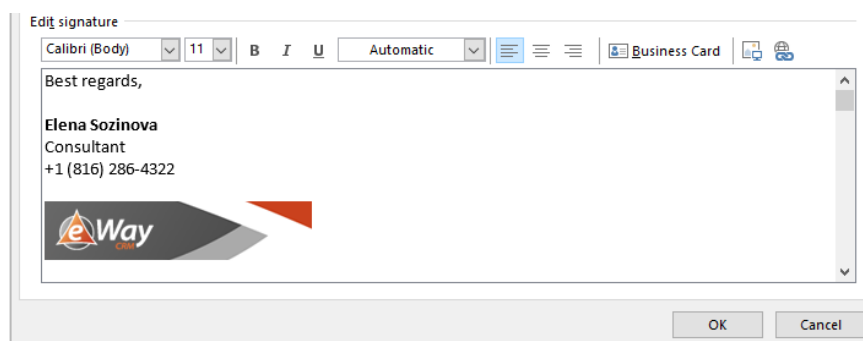 Edit signature
Calibri (Body) 11 B I U Automatic Business Card
Best regards,
Elena Sozinova
Consultant
+1 (816) 286-4322
eWay
CRM
OK Cancel